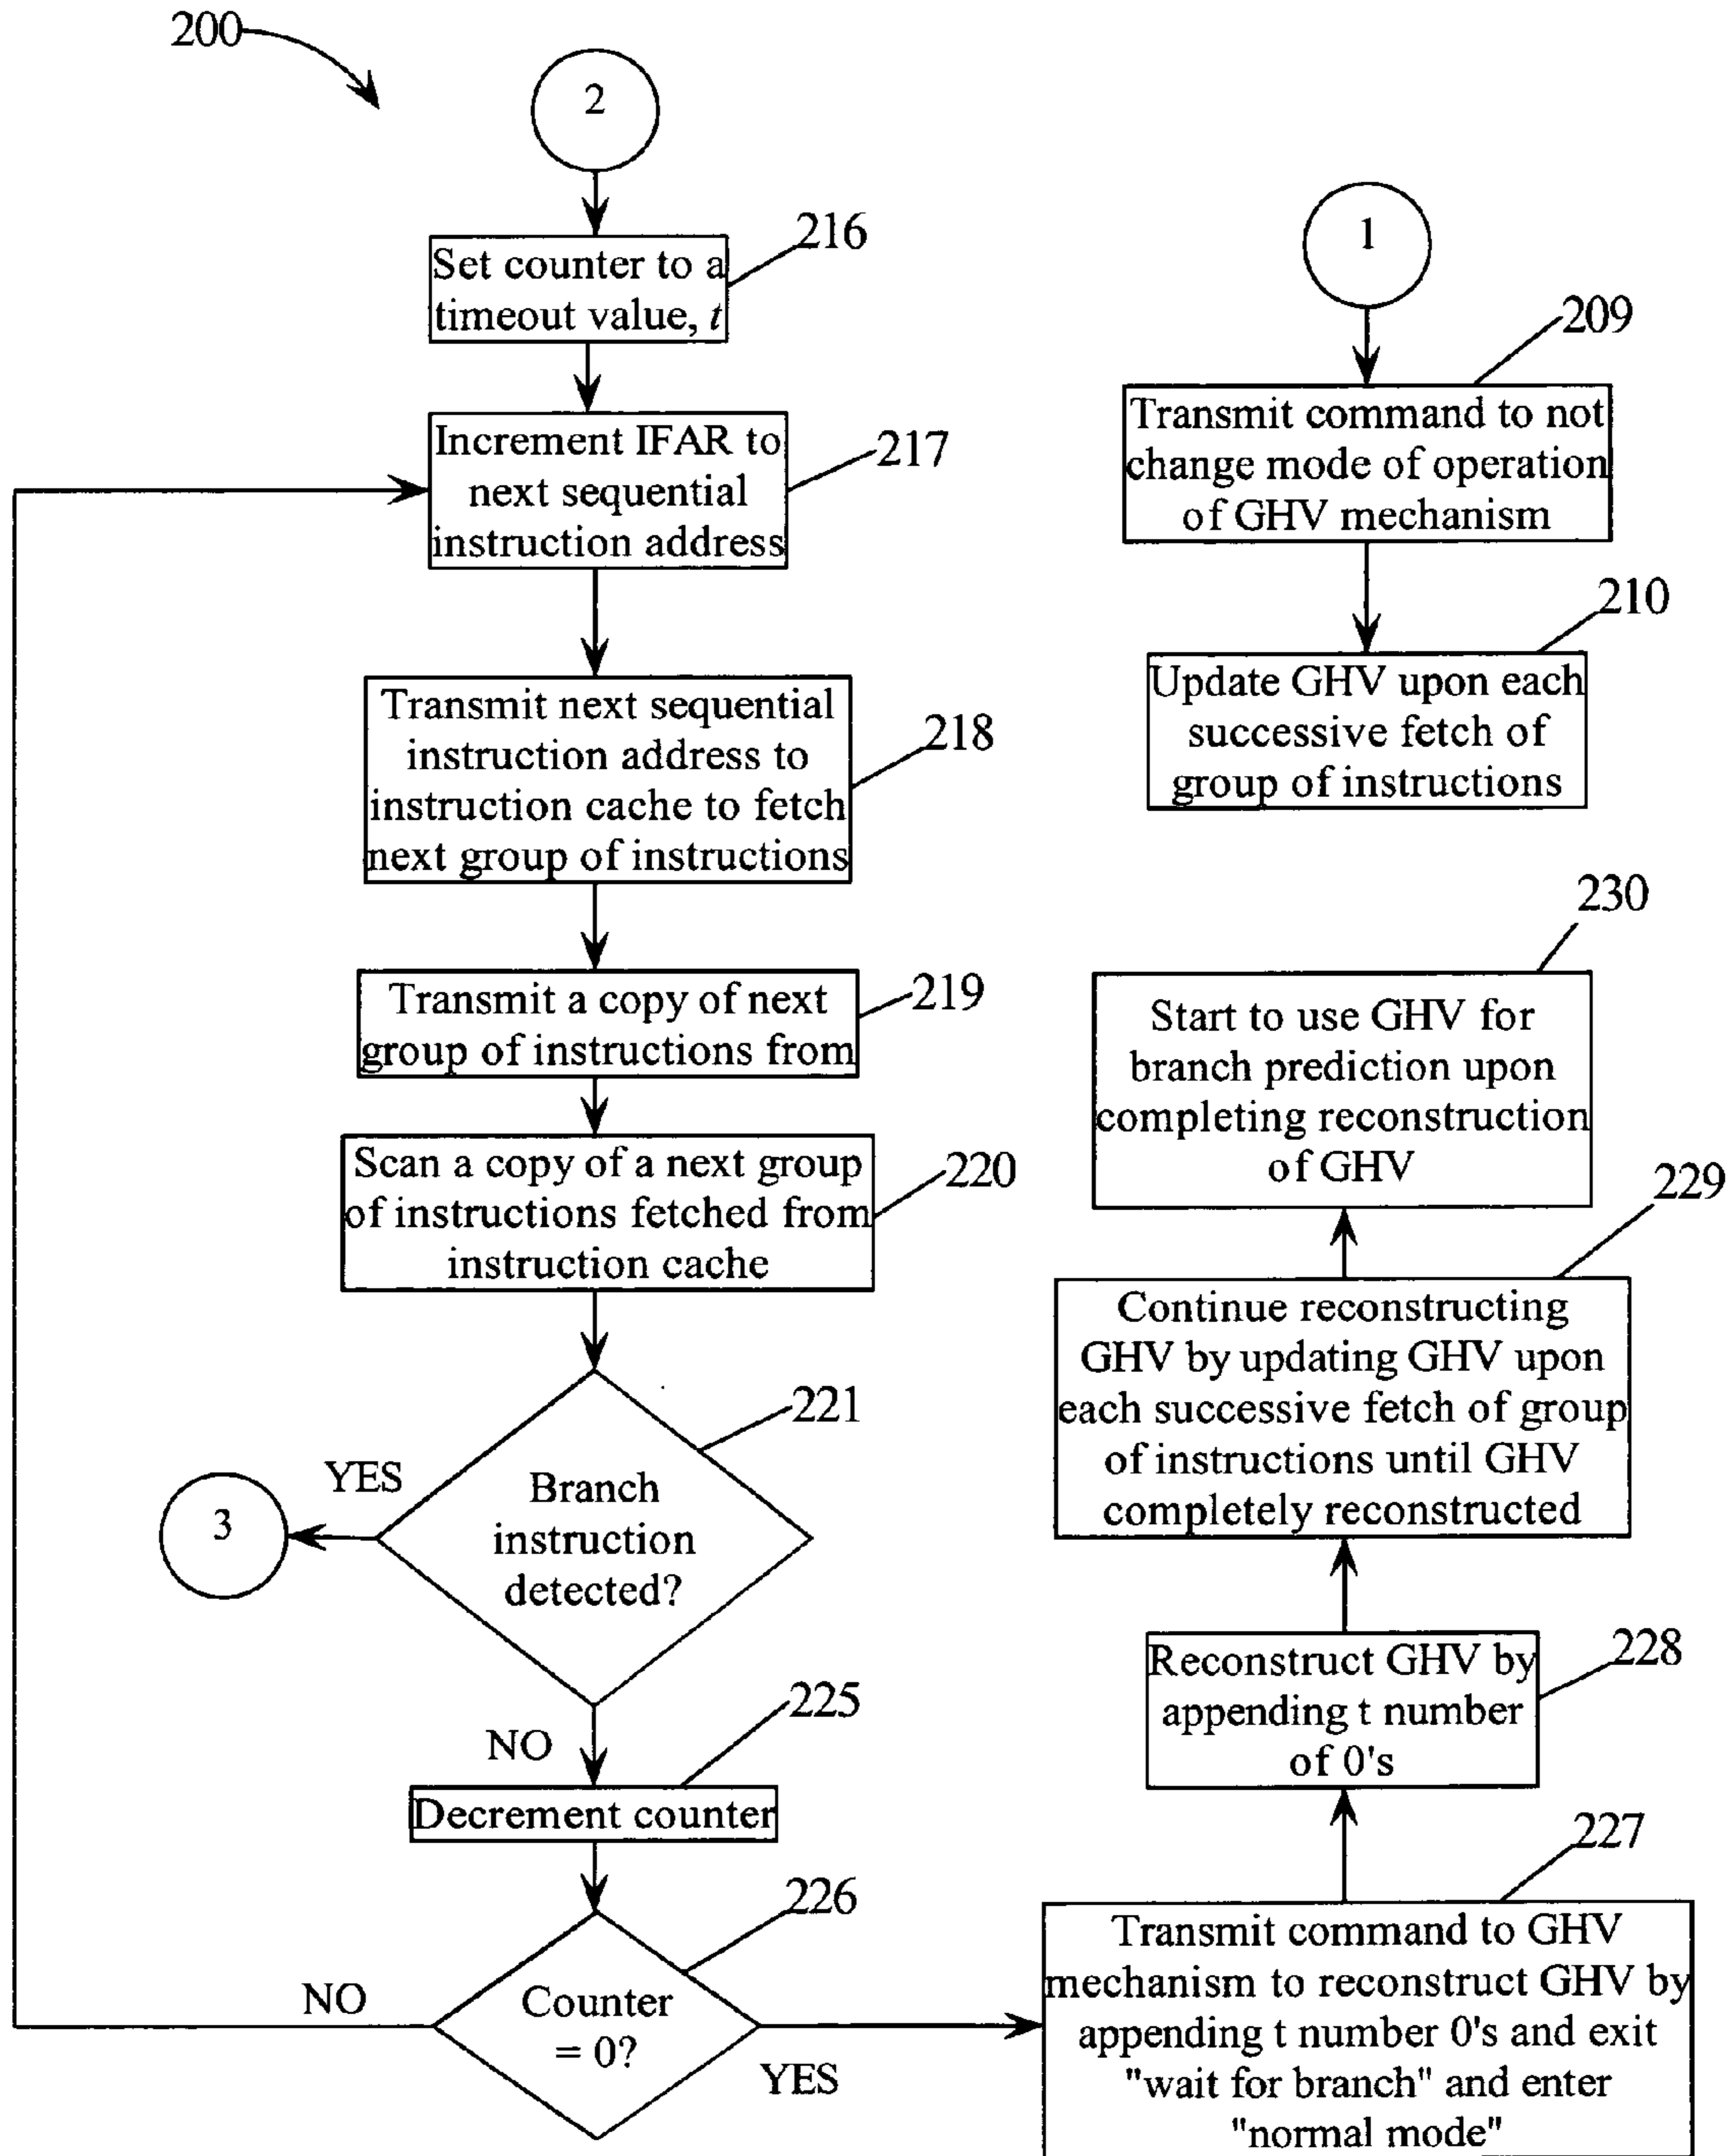 200
2
216
Set counter to a
timeout value, t
217
Increment IFAR to
next sequential
instruction address
218
Transmit next sequential
instruction address to
instruction cache to fetch
next group of instructions
219
Transmit a copy of next
group of instructions from
220
Scan a copy of a next group
of instructions fetched from
instruction cache
221
Branch
instruction
detected?
YES
3
NO
225
Decrement counter
226
Counter
= 0?
NO
YES
1
209
Transmit command to not
change mode of operation
of GHV mechanism
210
Update GHV upon each
successive fetch of
group of instructions
230
Start to use GHV for
branch prediction upon
completing reconstruction
of GHV
229
Continue reconstructing
GHV by updating GHV upon
each successive fetch of group
of instructions until GHV
completely reconstructed
228
Reconstruct GHV by
appending t number
of 0's
227
Transmit command to GHV
mechanism to reconstruct GHV by
appending t number 0's and exit
"wait for branch" and enter
"normal mode"